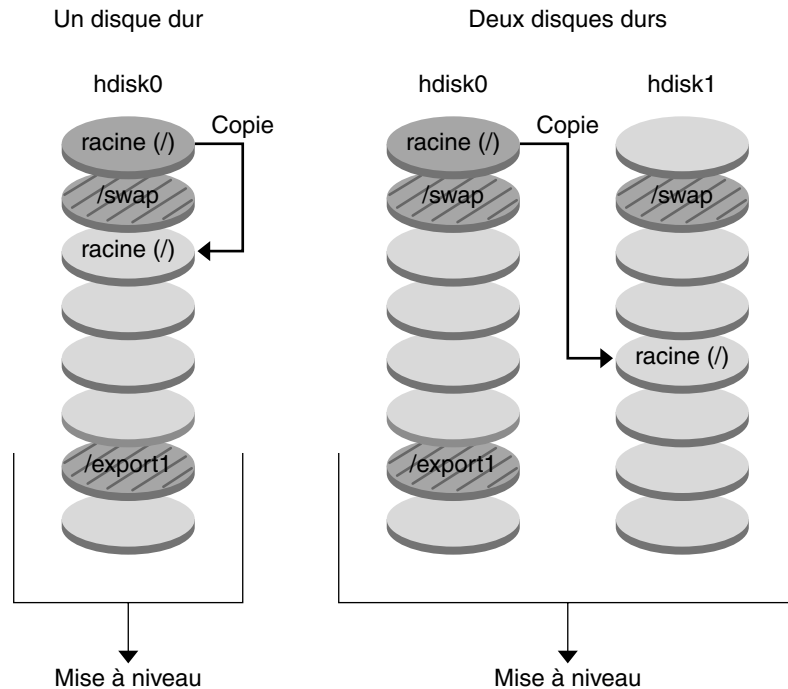 Un disque dur
Deux disques durs
hdisk0
hdisk0
hdisk1
racine (/)
Copie
racine (/)
Copie
/swap
/swap
/swap
racine (/)
racine (/)
/export1
/export1
Mise à niveau
Mise à niveau